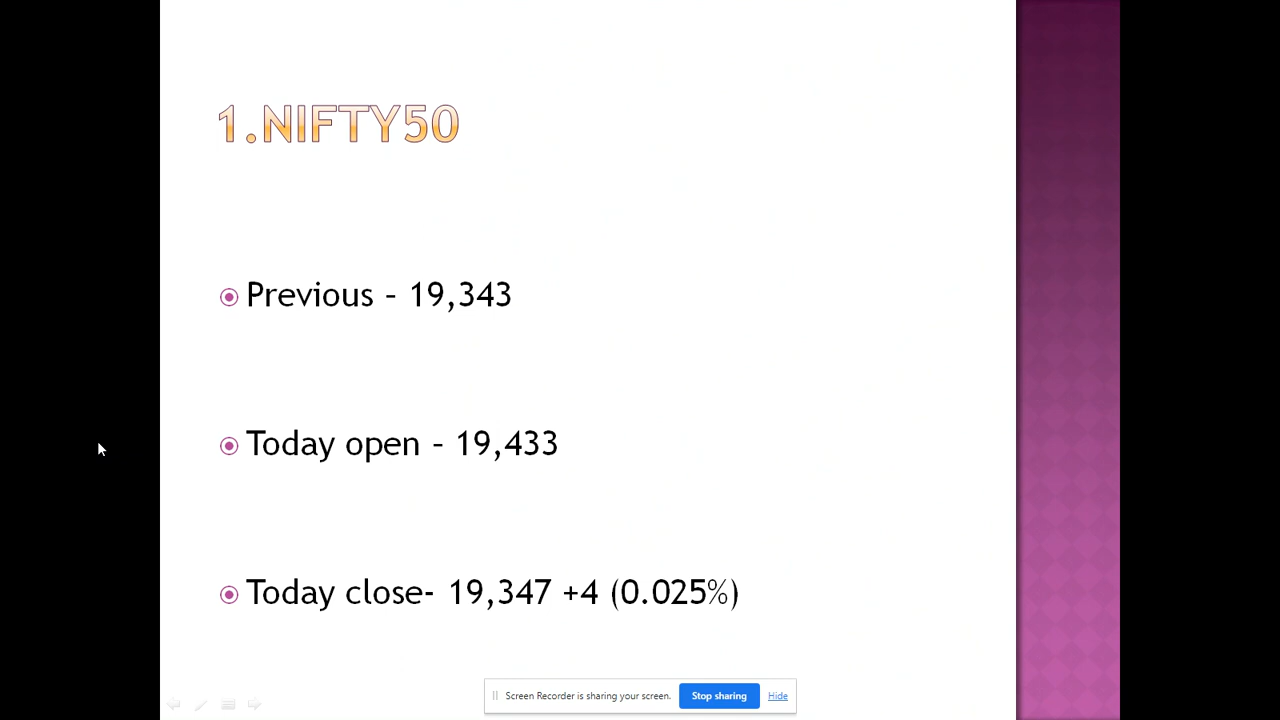 1.NIFTY50
Previous – 19,343
Today open – 19,433
Today close- 19,347 +4 (0.025%)
Screen Recorder is sharing your screen. Stop sharing Hide